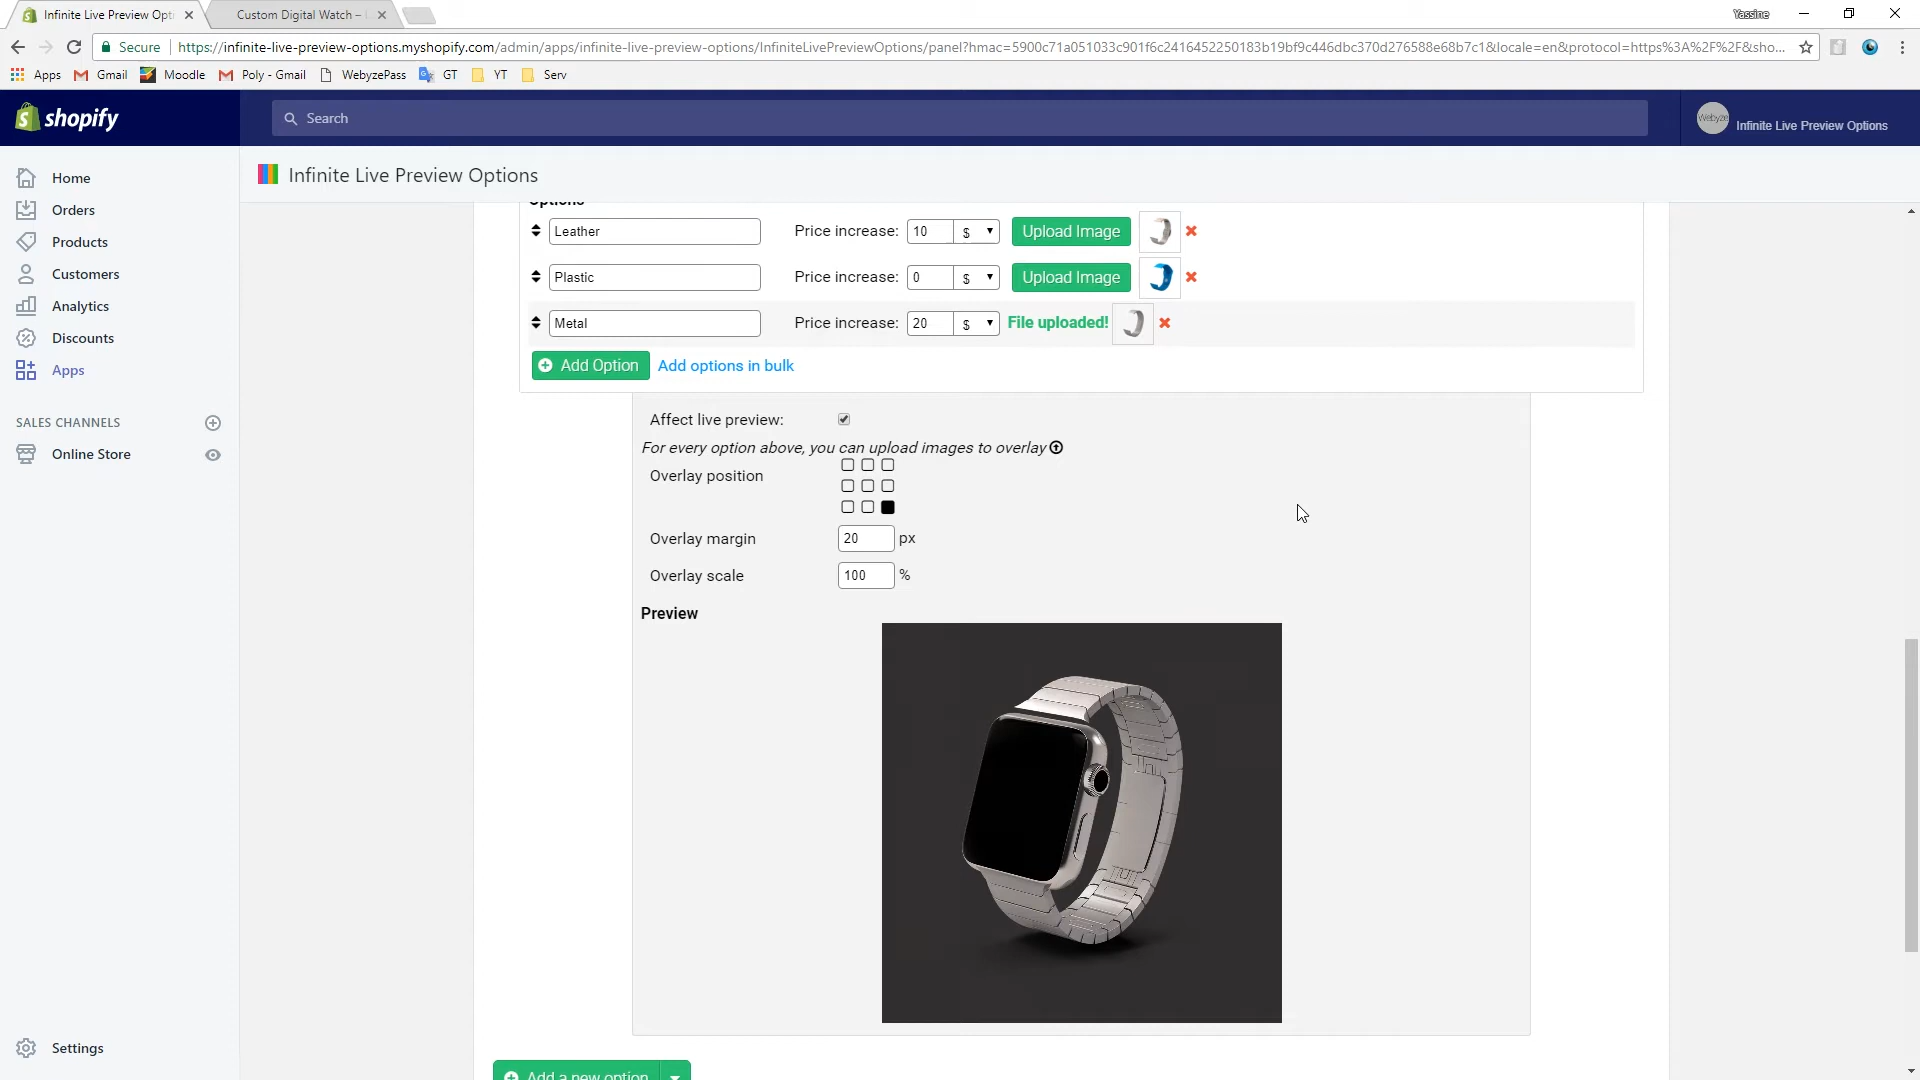 Infinite Live Preview Opt
Custom Digital Watch –
Yassine
Secure
https://infinite-live-preview-options.myshopify.com/admin/apps/infinite-live-preview-options/InfiniteLivePreviewOptions/panel?hmac=5900c71a051033c901f6c2416452250183b19bf9c446dbc370d276588e68b7c1&locale=en&protocol=https%3A%2F%2F&sho...
Apps
Gmail
Moodle
Poly - Gmail
WebyzePass
GT
YT
Serv
shopify
Search
Webyze
Infinite Live Preview Options
Home
Orders
Products
Customers
Analytics
Discounts
Apps
SALES CHANNELS
Online Store
Settings
Infinite Live Preview Options
Options
Leather Price increase: 10 $ Upload Image
Plastic Price increase: 0 $ Upload Image
Metal Price increase: 20 $ File uploaded!
Add Option Add options in bulk
Affect live preview:
For every option above, you can upload images to overlay
Overlay position
Overlay margin 20 px
Overlay scale 100 %
Preview
Add a new option